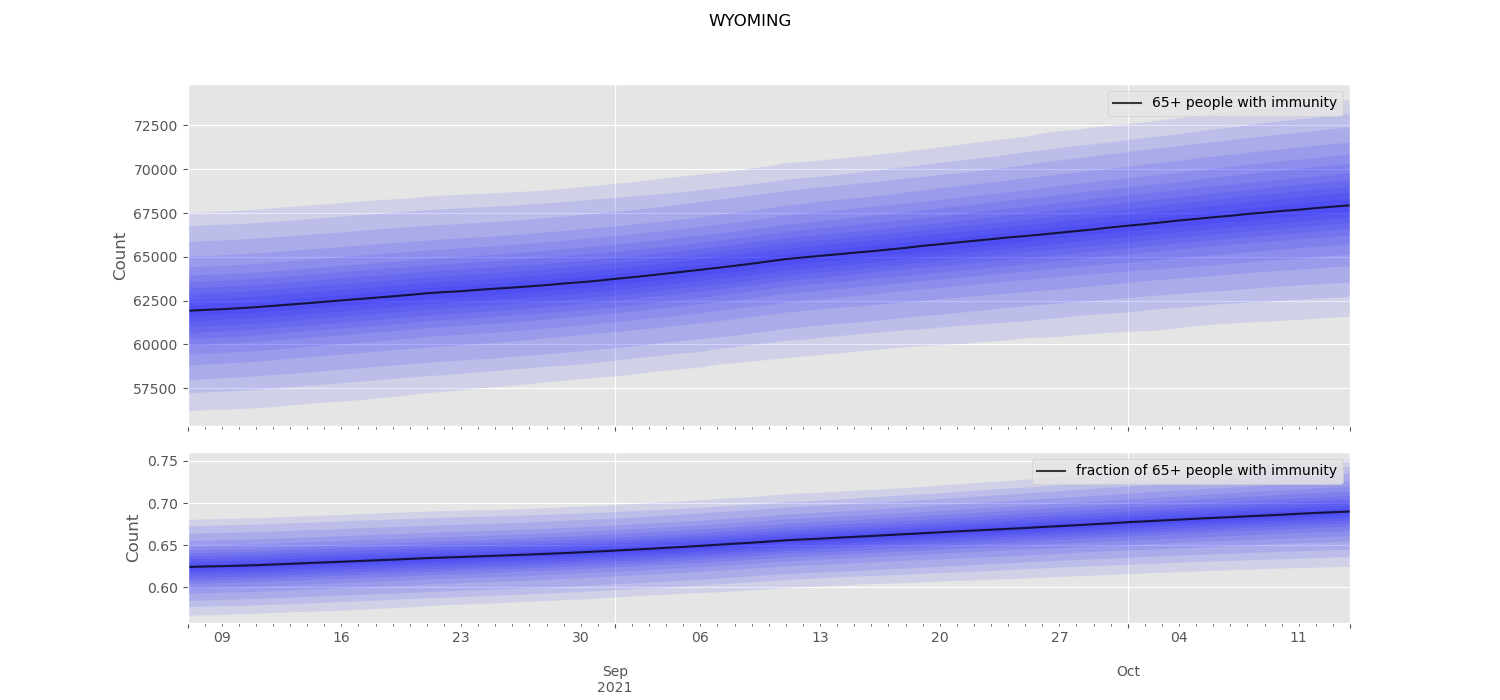 WYOMING
65+ people with immunity
72500
70000
67500
65000
62500
60000
57500
Count
fraction of 65+ people with immunity
0.75
0.70
0.65
0.60
Count
09 16 23 30 06 13 20 27 04 11
Sep Oct
2021